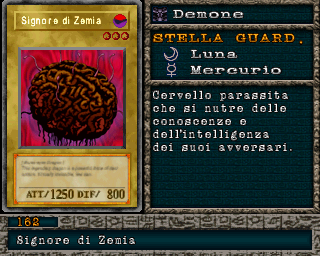 Signore di Zemia
ATT/1250 DIF/ 800
Demone
STELLA GUARD.
Luna
Mercurio
Cervello parassita
che si nutre delle
conoscenze e
dell'intelligenza
dei suoi avversari.
162
Signore di Zemia